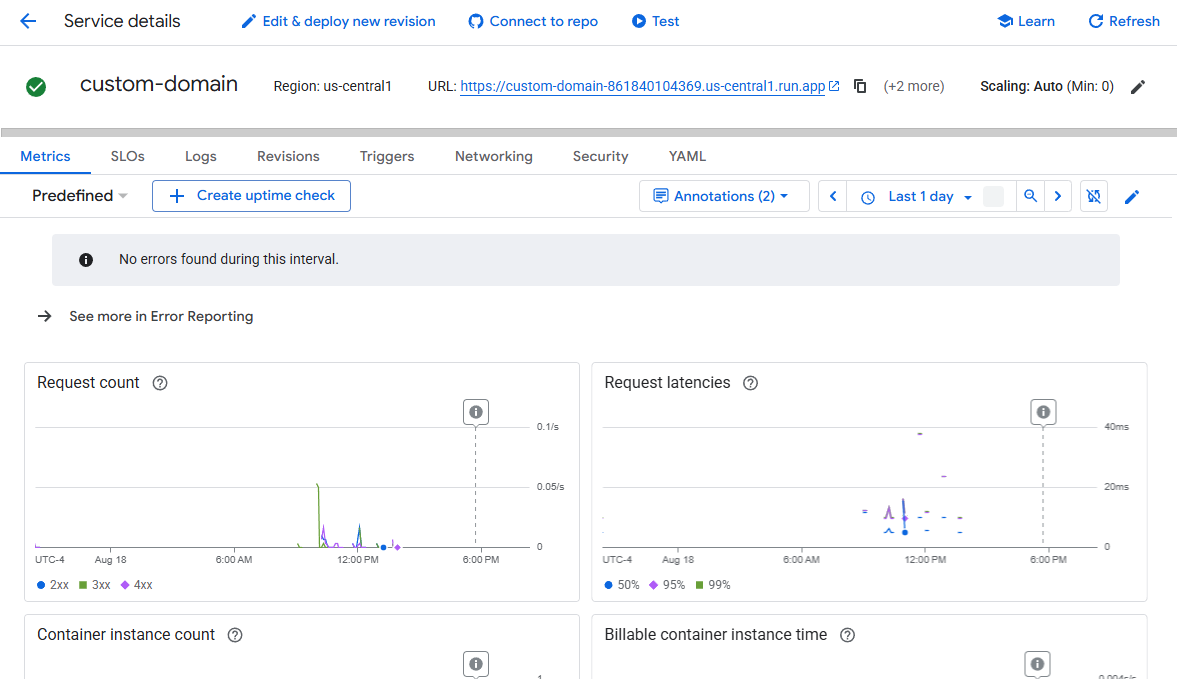 Service details Edit & deploy new revision Connect to repo Test Learn Refresh
custom-domain Region: us-central1 URL: https://custom-domain-861840104369.us-central1.run.app (+2 more) Scaling: Auto (Min: 0)
Metrics SLOs Logs Revisions Triggers Networking Security YAML
Predefined Create uptime check Annotations (2) Last 1 day
No errors found during this interval.
See more in Error Reporting
Request count
0.1/s
0.05/s
0
UTC-4 Aug 18 6:00 AM 12:00 PM 6:00 PM
2xx 3xx 4xx
Request latencies
40ms
20ms
0
UTC-4 Aug 18 6:00 AM 12:00 PM 6:00 PM
50% 95% 99%
Container instance count
1
Billable container instance time
0.004s/s